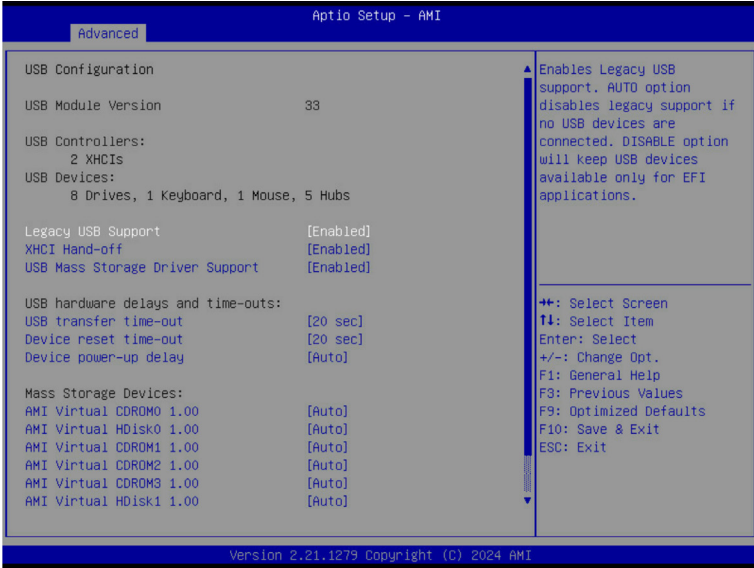 Aptio Setup – AMI
Advanced
USB Configuration
USB Module Version 33
USB Controllers:
2 XHCIs
USB Devices:
8 Drives, 1 Keyboard, 1 Mouse, 5 Hubs
Legacy USB Support [Enabled]
XHCI Hand-off [Enabled]
USB Mass Storage Driver Support [Enabled]
USB hardware delays and time-outs:
USB transfer time-out [20 sec]
Device reset time-out [20 sec]
Device power-up delay [Auto]
Mass Storage Devices:
AMI Virtual CDROM0 1.00 [Auto]
AMI Virtual HDisk0 1.00 [Auto]
AMI Virtual CDROM1 1.00 [Auto]
AMI Virtual CDROM2 1.00 [Auto]
AMI Virtual CDROM3 1.00 [Auto]
AMI Virtual HDisk1 1.00 [Auto]
Enables Legacy USB
support. AUTO option
disables legacy support if
no USB devices are
connected. DISABLE option
will keep USB devices
available only for EFI
applications.
→←: Select Screen
↑↓: Select Item
Enter: Select
+/-: Change Opt.
F1: General Help
F3: Previous Values
F9: Optimized Defaults
F10: Save & Exit
ESC: Exit
Version 2.21.1279 Copyright (C) 2024 AMI